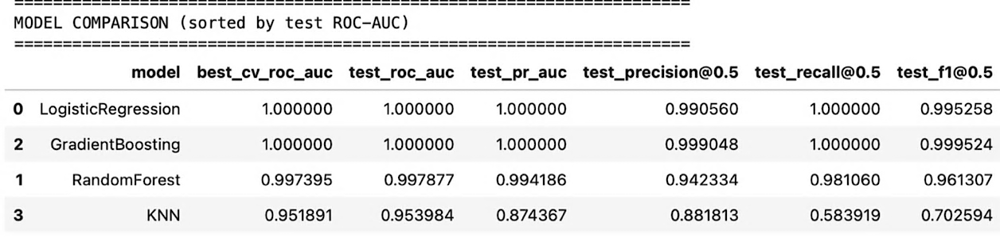 ======================================================================
MODEL COMPARISON (sorted by test ROC-AUC)
======================================================================
model best_cv_roc_auc test_roc_auc test_pr_auc test_precision@0.5 test_recall@0.5 test_f1@0.5
0 LogisticRegression 1.000000 1.000000 1.000000 0.990560 1.000000 0.995258
2 GradientBoosting 1.000000 1.000000 1.000000 0.999048 1.000000 0.999524
1 RandomForest 0.997395 0.997877 0.994186 0.942334 0.981060 0.961307
3 KNN 0.951891 0.953984 0.874367 0.881813 0.583919 0.702594